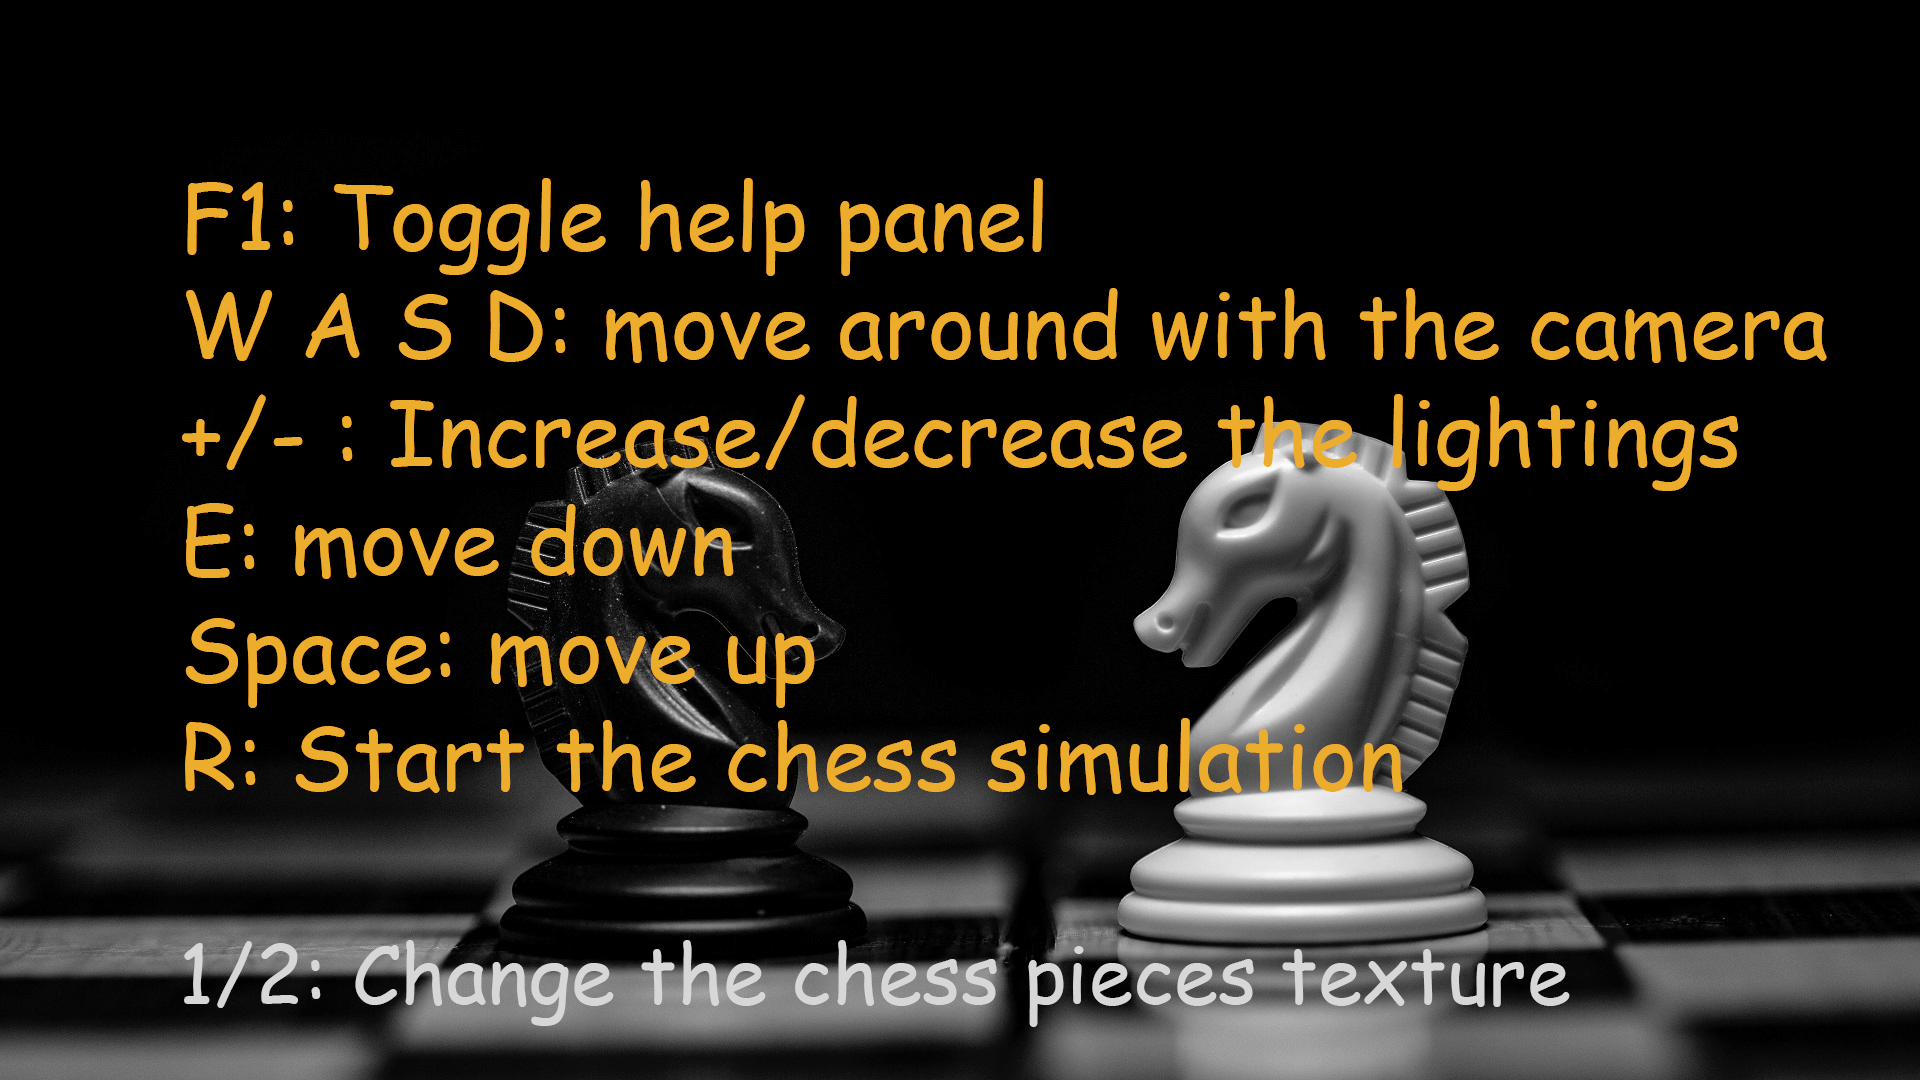 F1: Toggle help panel
W A S D: move around with the camera
+/- : Increase/decrease the lightings
E: move down
Space: move up
R: Start the chess simulation
1/2: Change the chess pieces texture